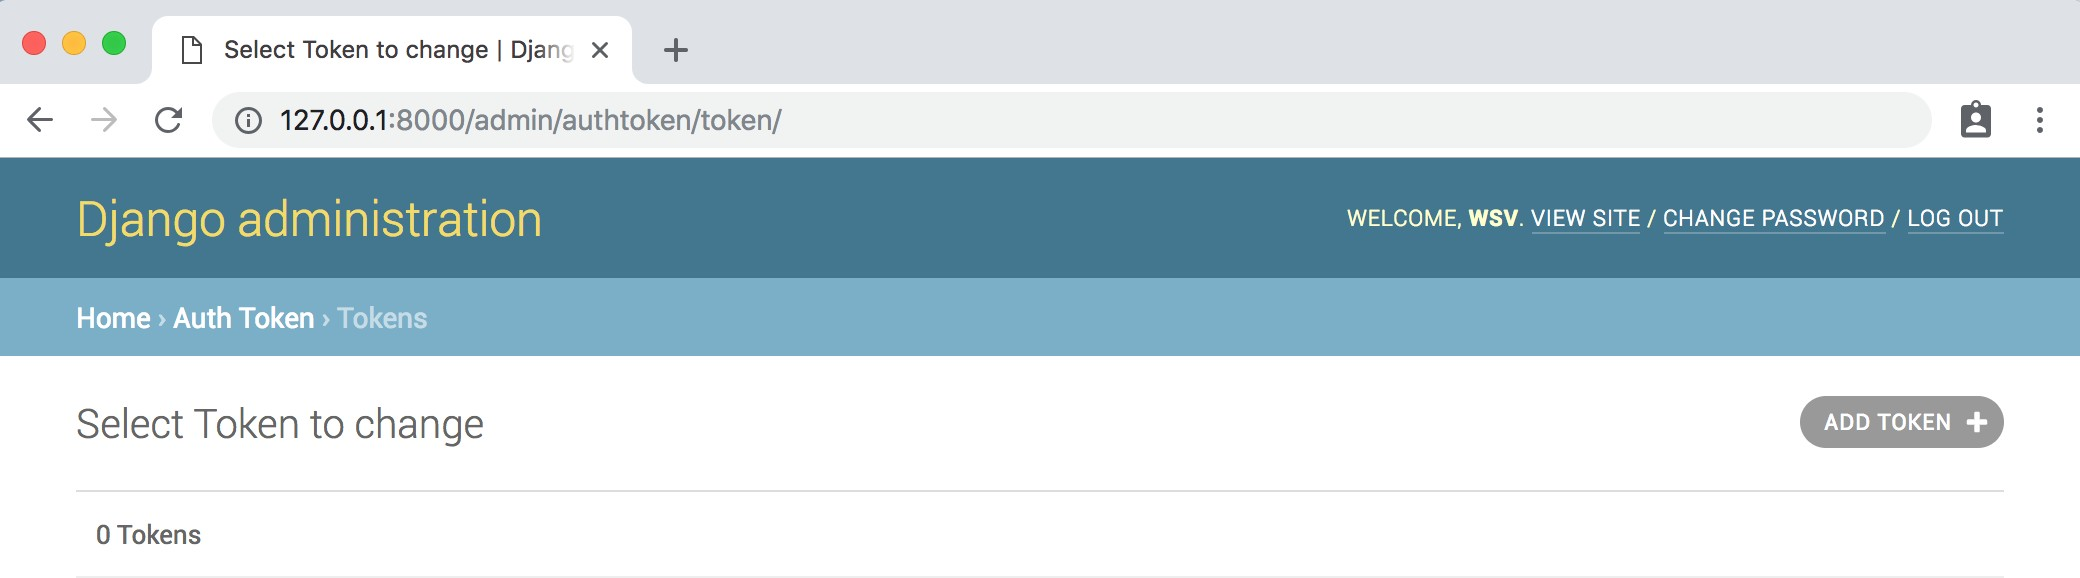 Select Token to change | Djang
127.0.0.1:8000/admin/authtoken/token/
Django administration
WELCOME, WSV. VIEW SITE / CHANGE PASSWORD / LOG OUT
Home › Auth Token › Tokens
Select Token to change
ADD TOKEN +
0 Tokens